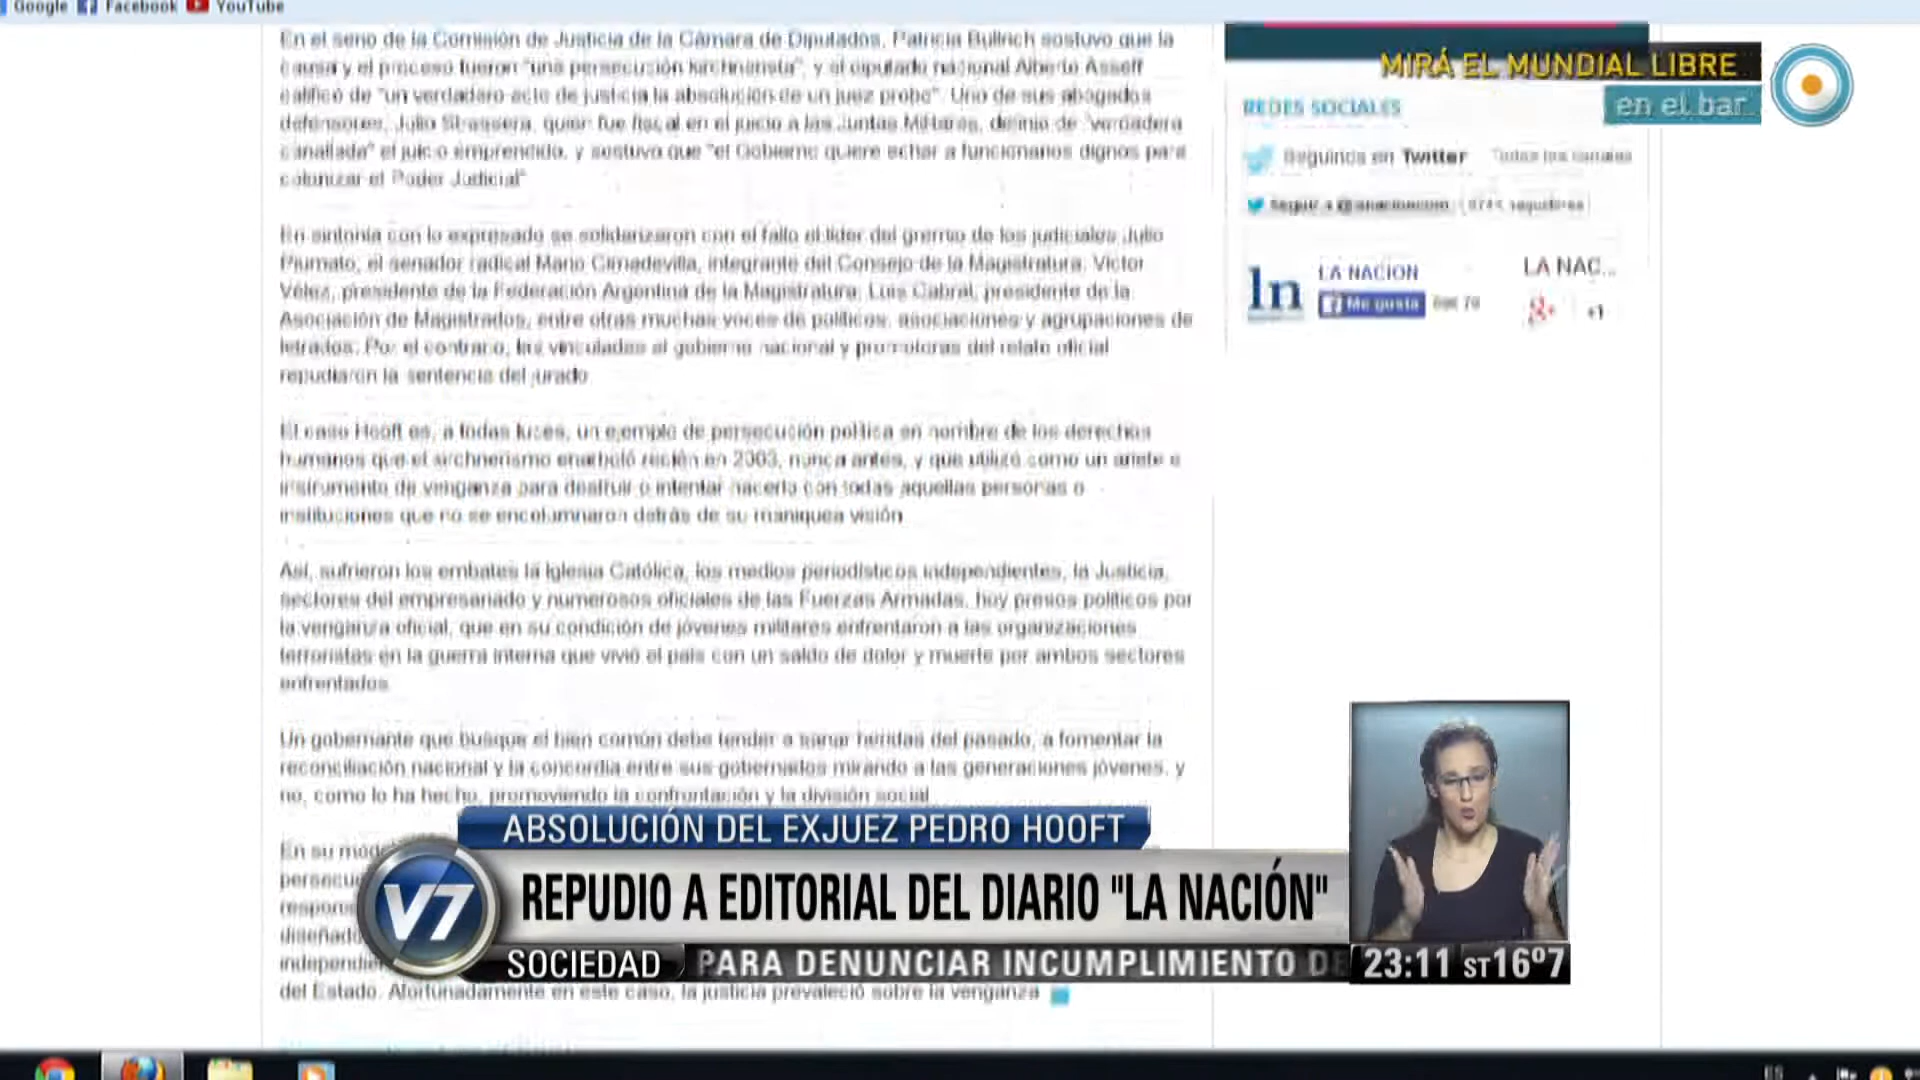 Google Facebook YouTube
En el seno de la Comisión de Justicia de la Cámara de Diputados, Patricia Bullrich sostuvo que la
causa y el proceso fueron "una persecución kirchnerista", y el diputado nacional Alberto Asseff
calificó de "un verdadero acto de justicia la absolución de un juez probo". Uno de sus abogados
defensores, Julio Strassera, quien fue fiscal en el juicio a las Juntas Militares, definió de "verdadera
canallada" el juicio emprendido, y sostuvo que "el Gobierno quiere echar a funcionarios dignos para
colonizar el Poder Judicial"
En sintonía con lo expresado se solidarizaron con el fallo el líder del gremio de los judiciales Julio
Piumato, el senador radical Mario Cimadevilla, integrante del Consejo de la Magistratura, Víctor
Vélez, presidente de la Federación Argentina de la Magistratura, Luis Cabral, presidente de la
Asociación de Magistrados, entre otras muchas voces de políticos, asociaciones y agrupaciones de
letrados. Por el contrario, las vinculadas al gobierno nacional y promotoras del relato oficial
repudiaron la sentencia del jurado
El caso Hooft es, a todas luces, un ejemplo de persecución política en nombre de los derechos
humanos que el kirchnerismo enarboló recién en 2003, nunca antes, y que utilizó como un ariete o
instrumento de venganza para destruir o intentar hacerlo con todas aquellas personas o
instituciones que no se encolumnaron detrás de su maniquea visión
Así, sufrieron los embates la Iglesia Católica, los medios periodísticos independientes, la Justicia,
sectores del empresariado y numerosos oficiales de las Fuerzas Armadas, hoy presos políticos por
la venganza oficial, que en su condición de jóvenes militares enfrentaron a las organizaciones
terroristas en la guerra interna que vivió el país con un saldo de dolor y muerte por ambos sectores
enfrentados
Un gobernante que busque el bien común debe tender a sanar heridas del pasado, a fomentar la
reconciliación nacional y la concordia entre sus gobernados mirando a las generaciones jóvenes, y
no, como lo ha hecho, promoviendo la confrontación y la división social
En su
del Estado. Afortunadamente en este caso, la justicia prevaleció sobre la venganza
MIRÁ EL MUNDIAL LIBRE
en el bar
REDES SOCIALES
Seguinos en Twitter Todos los canales
Seguir a @lanacioncom
ln LA NACION LA NAC...
Me gusta
g+ +1
ABSOLUCIÓN DEL EXJUEZ PEDRO HOOFT
V7 REPUDIO A EDITORIAL DEL DIARIO "LA NACIÓN"
SOCIEDAD PARA DENUNCIAR INCUMPLIMIENTO DE
23:11 ST16º7
ES